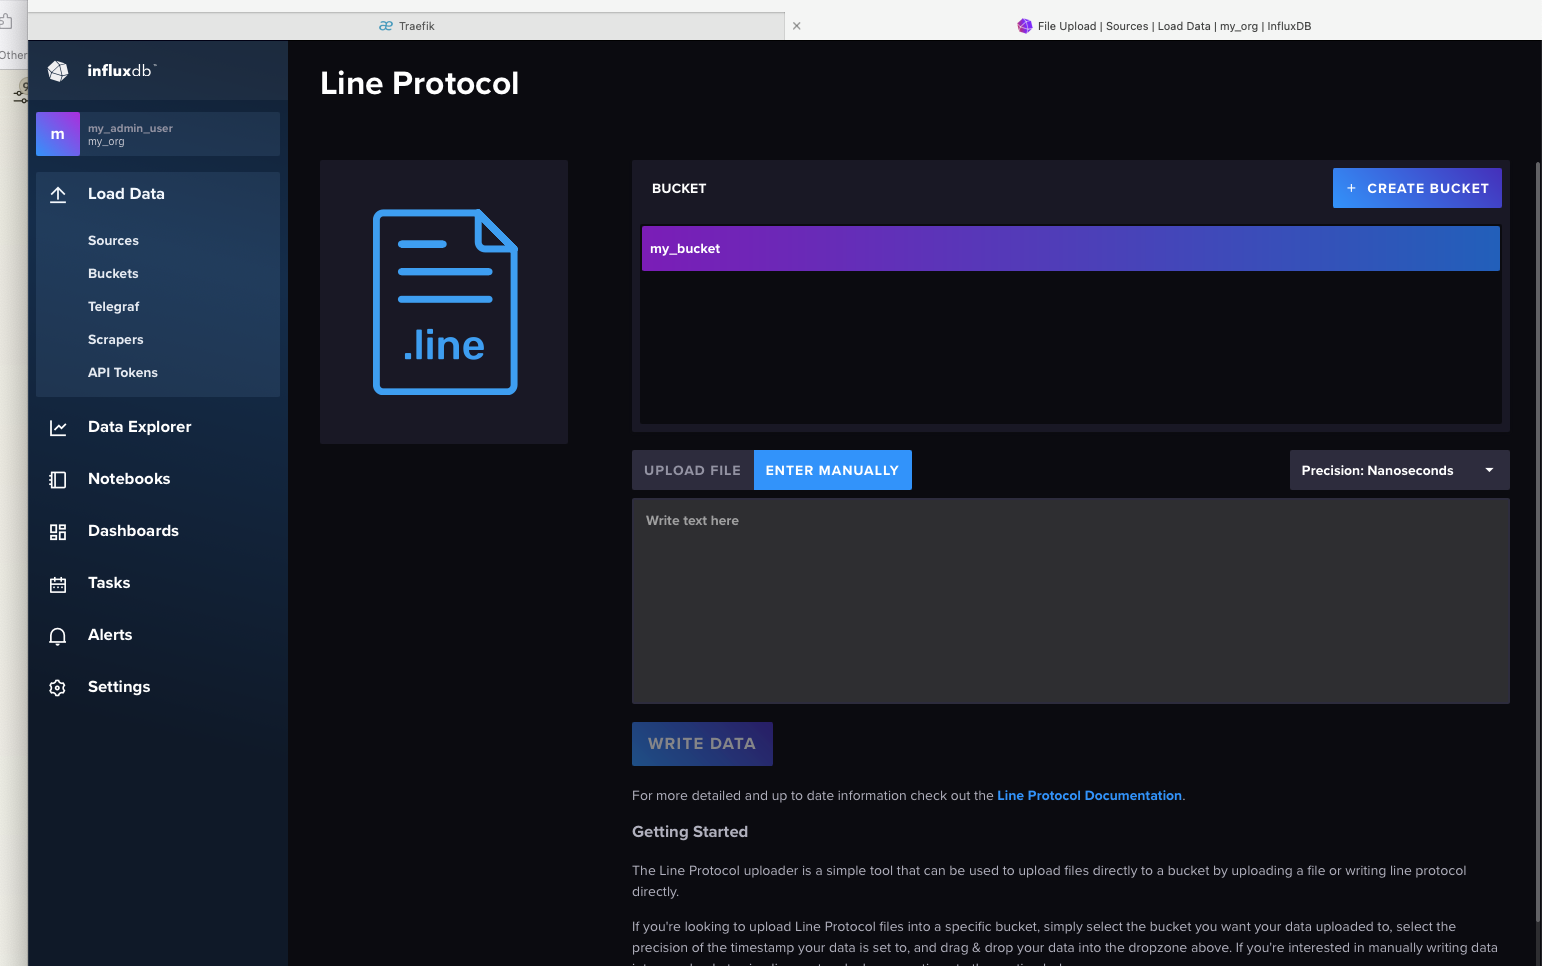 Traefik
File Upload | Sources | Load Data | my_org | InfluxDB
Other
influxdb™
Line Protocol
m
my_admin_user
my_org
Load Data
Sources
Buckets
Telegraf
Scrapers
API Tokens
Data Explorer
Notebooks
Dashboards
Tasks
Alerts
Settings
.line
BUCKET
+ CREATE BUCKET
my_bucket
UPLOAD FILE
ENTER MANUALLY
Precision: Nanoseconds
Write text here
WRITE DATA
For more detailed and up to date information check out the Line Protocol Documentation.
Getting Started
The Line Protocol uploader is a simple tool that can be used to upload files directly to a bucket by uploading a file or writing line protocol
directly.
If you're looking to upload Line Protocol files into a specific bucket, simply select the bucket you want your data uploaded to, select the
precision of the timestamp your data is set to, and drag & drop your data into the dropzone above. If you're interested in manually writing data